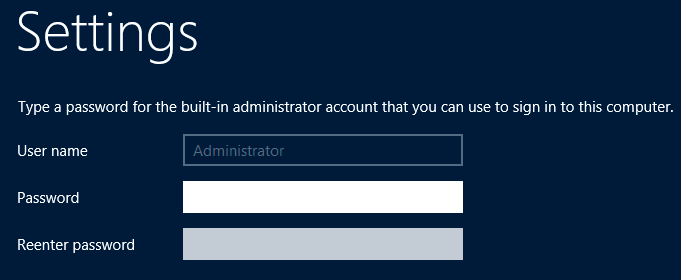 Settings
Type a password for the built-in administrator account that you can use to sign in to this computer.
User name
Administrator
Password
Reenter password